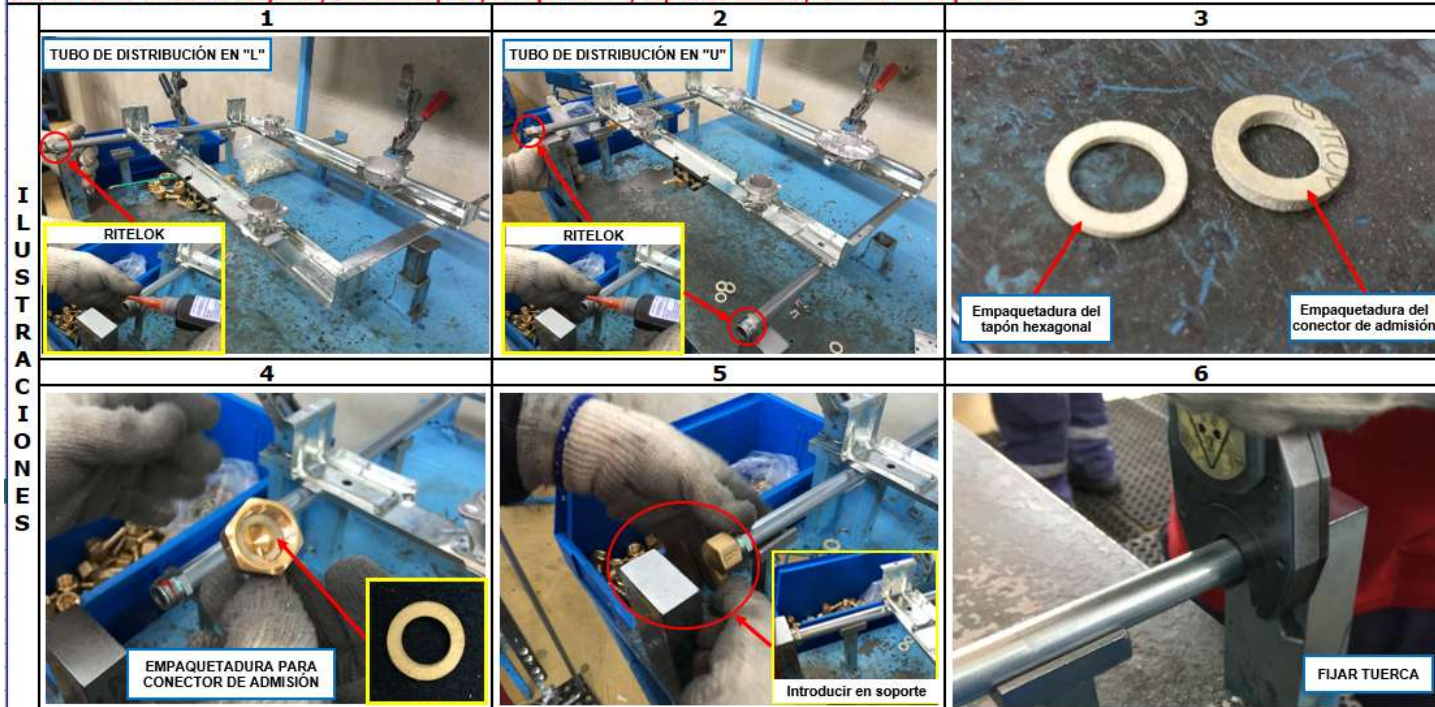 1
2
3
TUBO DE DISTRIBUCIÓN EN "L"
RITELOK
TUBO DE DISTRIBUCIÓN EN "U"
RITELOK
Empaquetadura del
tapón hexagonal
Empaquetadura del
conector de admisión
ILUSTRACIONES
4
5
6
EMPAQUETADURA PARA
CONECTOR DE ADMISIÓN
Introducir en soporte
FIJAR TUERCA